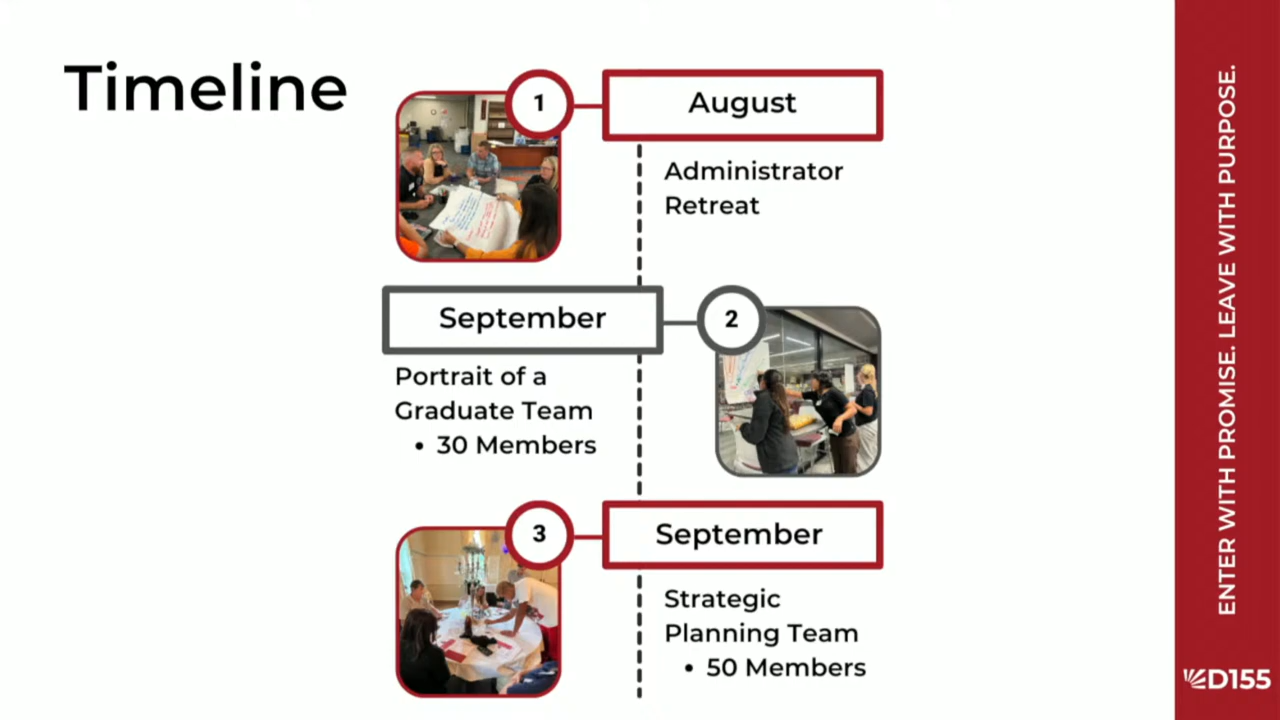 Timeline
1
August
Administrator
Retreat
September
2
Portrait of a
Graduate Team
• 30 Members
3
September
Strategic
Planning Team
• 50 Members
ENTER WITH PROMISE. LEAVE WITH PURPOSE.
D155